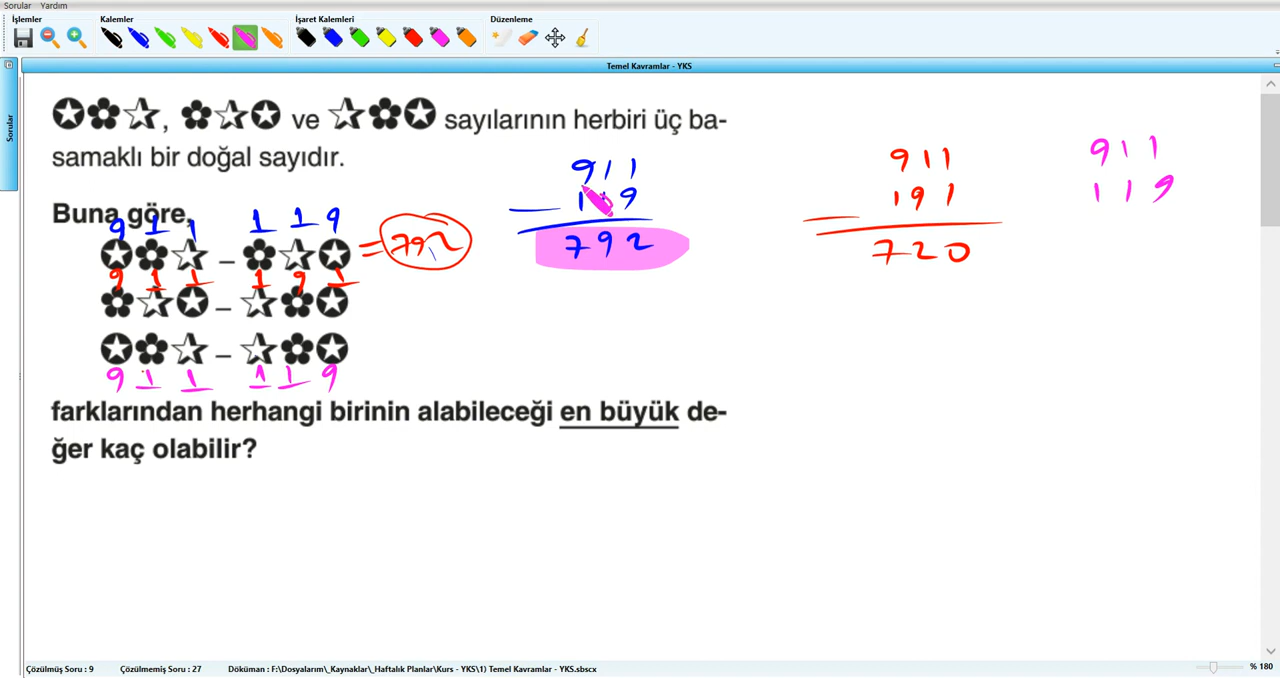 Sorular Yardım
İşlemler Kalemler İşaret Kalemleri Düzenleme
Temel Kavramlar - YKS
Sorular
✪✿☆, ✿☆✪ ve ☆✿✪ sayılarının herbiri üç ba-
samaklı bir doğal sayıdır.
Buna göre,
9 1 1 1 1 9
✪✿☆ – ✿☆✪ = 792
9 1 1 1 9 1
✿☆✪ – ☆✿✪
✪✿☆ – ☆✿✪
9 1 1 1 1 9
farklarından herhangi birinin alabileceği en büyük de-
ğer kaç olabilir?
911
119
792
911
191
720
911
119
Çözülmüş Soru : 9 Çözülmemiş Soru : 27 Döküman : F:\Dosyalarım\_Kaynaklar\_Haftalık Planlar\Kurs - YKS\1) Temel Kavramlar - YKS.sbscx % 180